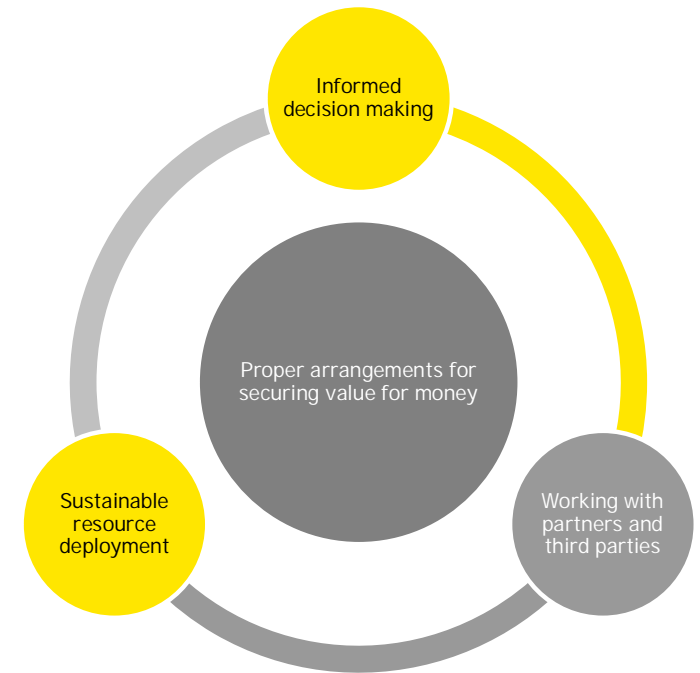 Informed
decision making
Proper arrangements for
securing value for money
Sustainable
resource
deployment
Working with
partners and
third parties